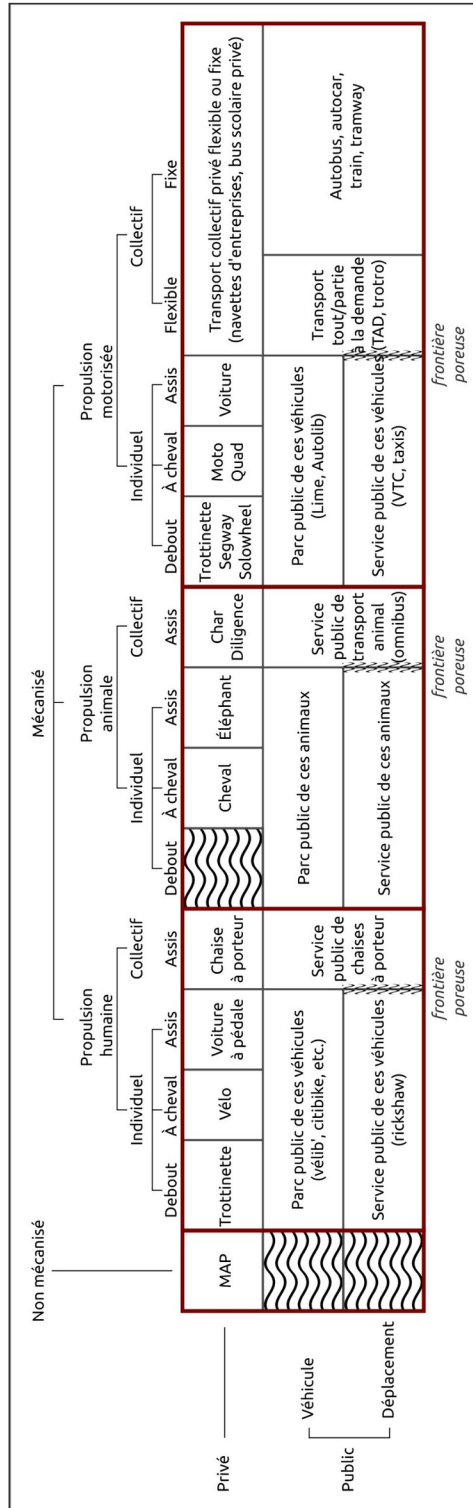 Non mécanisé
Mécanisé
Propulsion
humaine
Propulsion
animale
Propulsion
motorisée
Individuel
Collectif
Individuel
Collectif
Individuel
Collectif
Debout
À cheval
Assis
Assis
Debout
À cheval
Assis
Assis
Debout
À cheval
Assis
Flexible
Fixe
Privé
MAP
Trottinette
Vélo
Voiture
à pédale
Chaise
à porteur
Cheval
Éléphant
Char
Diligence
Trottinette
Segway
Solowheel
Moto
Quad
Voiture
Transport collectif privé flexible ou fixe
(navettes d'entreprises, bus scolaire privé)
Public
Véhicule
Parc public de ces véhicules
(vélib', citibike, etc.)
Service
public de
chaises
à porteur
Parc public de ces animaux
Service
public de
transport
animal
(omnibus)
Parc public de ces véhicules
(Lime, Autolib)
Transport
tout/partie
à la demande
(TAD, trotro)
Autobus, autocar,
train, tramway
Déplacement
Service public de ces véhicules
(rickshaw)
Service public de ces animaux
Service public de ces véhicules
(VTC, taxis)
frontière
poreuse
frontière
poreuse
frontière
poreuse